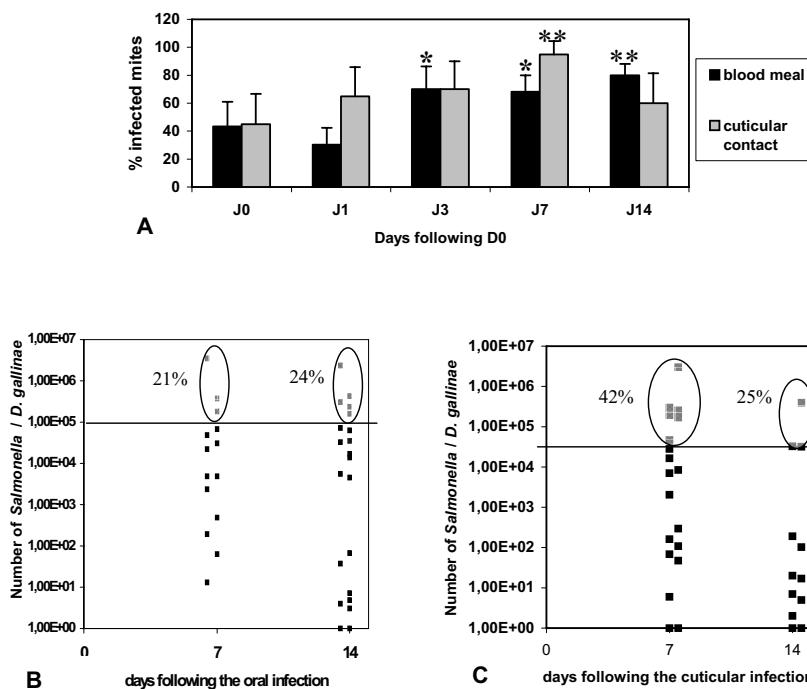 120
100
80
60
40
20
0
% infected mites
* * ** **
blood meal
cuticular
contact
J0 J1 J3 J7 J14
A
Days following D0
1,00E+07
1,00E+06
1,00E+05
1,00E+04
1,00E+03
1,00E+02
1,00E+01
1,00E+00
Number of Salmonella / D. gallinae
21% 24%
0 7 14
B
days following the oral infection
1,00E+07
1,00E+06
1,00E+05
1,00E+04
1,00E+03
1,00E+02
1,00E+01
1,00E+00
Number of Salmonella / D. gallinae
42% 25%
0 7 14
C
days following the cuticular infection